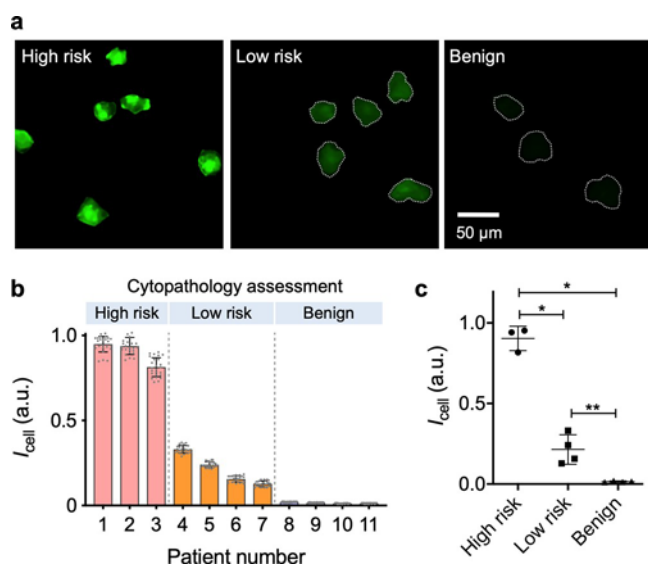 a
High risk
Low risk
Benign
50 μm
b
Cytopathology assessment
High risk Low risk Benign
1.0
0.5
0
I_cell (a.u.)
1 2 3 4 5 6 7 8 9 10 11
Patient number
c
*
*
**
1.0
0.5
0.0
I_cell (a.u.)
High risk
Low risk
Benign